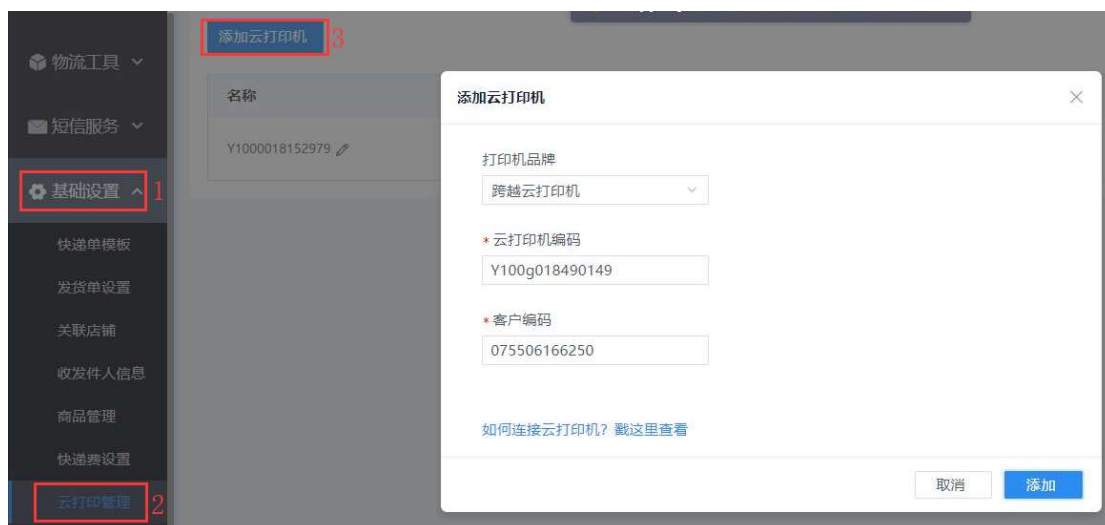 物流工具
短信服务
基础设置
1
快递单模板
发货单设置
关联店铺
收发件人信息
商品管理
快递费设置
云打印管理
2
添加云打印机
3
名称
Y1000018152979
添加云打印机
打印机品牌
跨越云打印机
* 云打印机编码
Y100g018490149
* 客户编码
075506166250
如何连接云打印机？戳这里查看
取消
添加